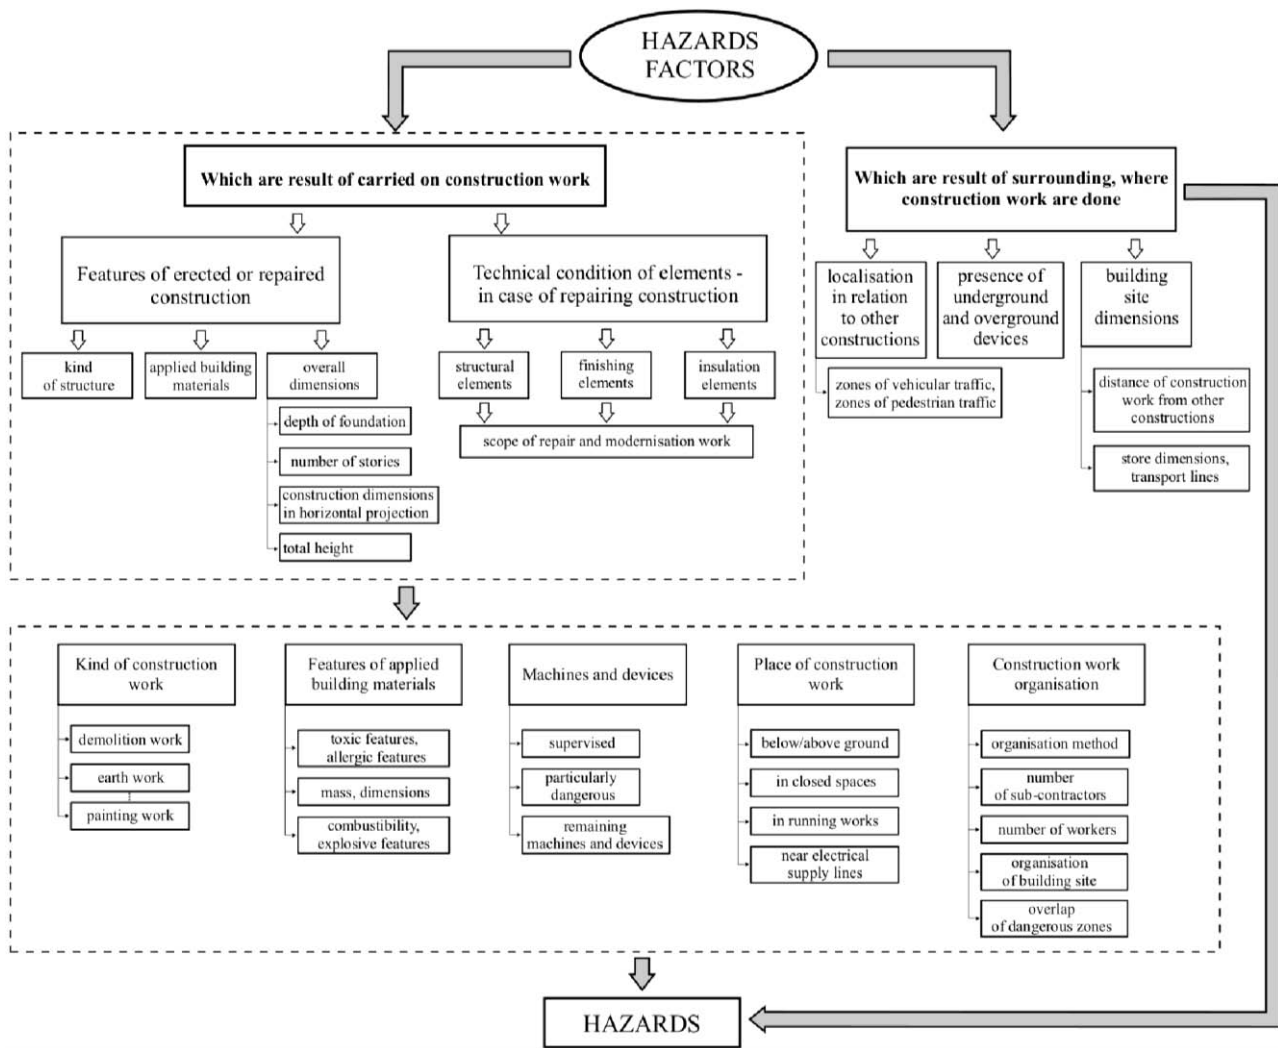 HAZARDS
FACTORS
Which are result of carried on construction work
Which are result of surrounding, where
construction work are done
Features of erected or repaired
construction
Technical condition of elements -
in case of repairing construction
localisation
in relation
to other
constructions
presence of
underground
and overground
devices
building
site
dimensions
kind
of structure
applied building
materials
overall
dimensions
structural
elements
finishing
elements
insulation
elements
zones of vehicular traffic,
zones of pedestrian traffic
distance of construction
work from other
constructions
depth of foundation
number of stories
construction dimensions
in horizontal projection
total height
scope of repair and modernisation work
store dimensions,
transport lines
Kind of construction
work
demolition work
earth work
painting work
Features of applied
building materials
toxic features,
allergic features
mass, dimensions
combustibility,
explosive features
Machines and devices
supervised
particularly
dangerous
remaining
machines and devices
Place of construction
work
below/above ground
in closed spaces
in running works
near electrical
supply lines
Construction work
organisation
organisation method
number
of sub-contractors
number of workers
organisation
of building site
overlap
of dangerous zones
HAZARDS